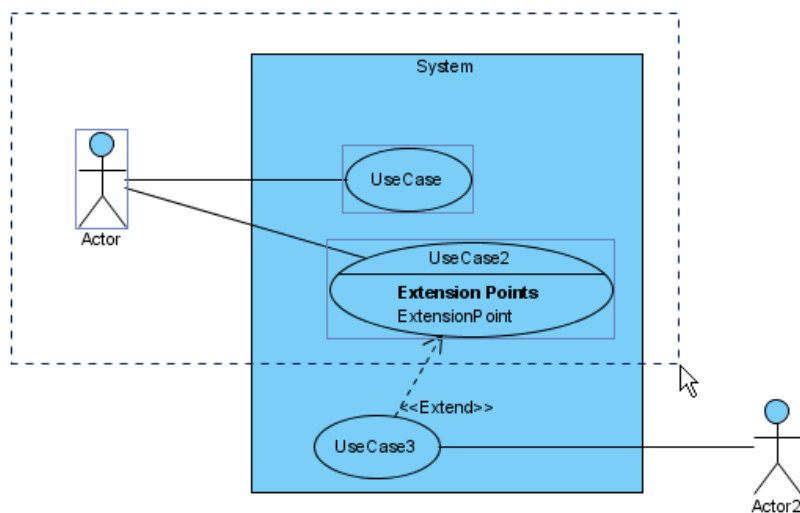 System
UseCase
Actor
UseCase2
Extension Points
ExtensionPoint
<<Extend>>
UseCase3
Actor2